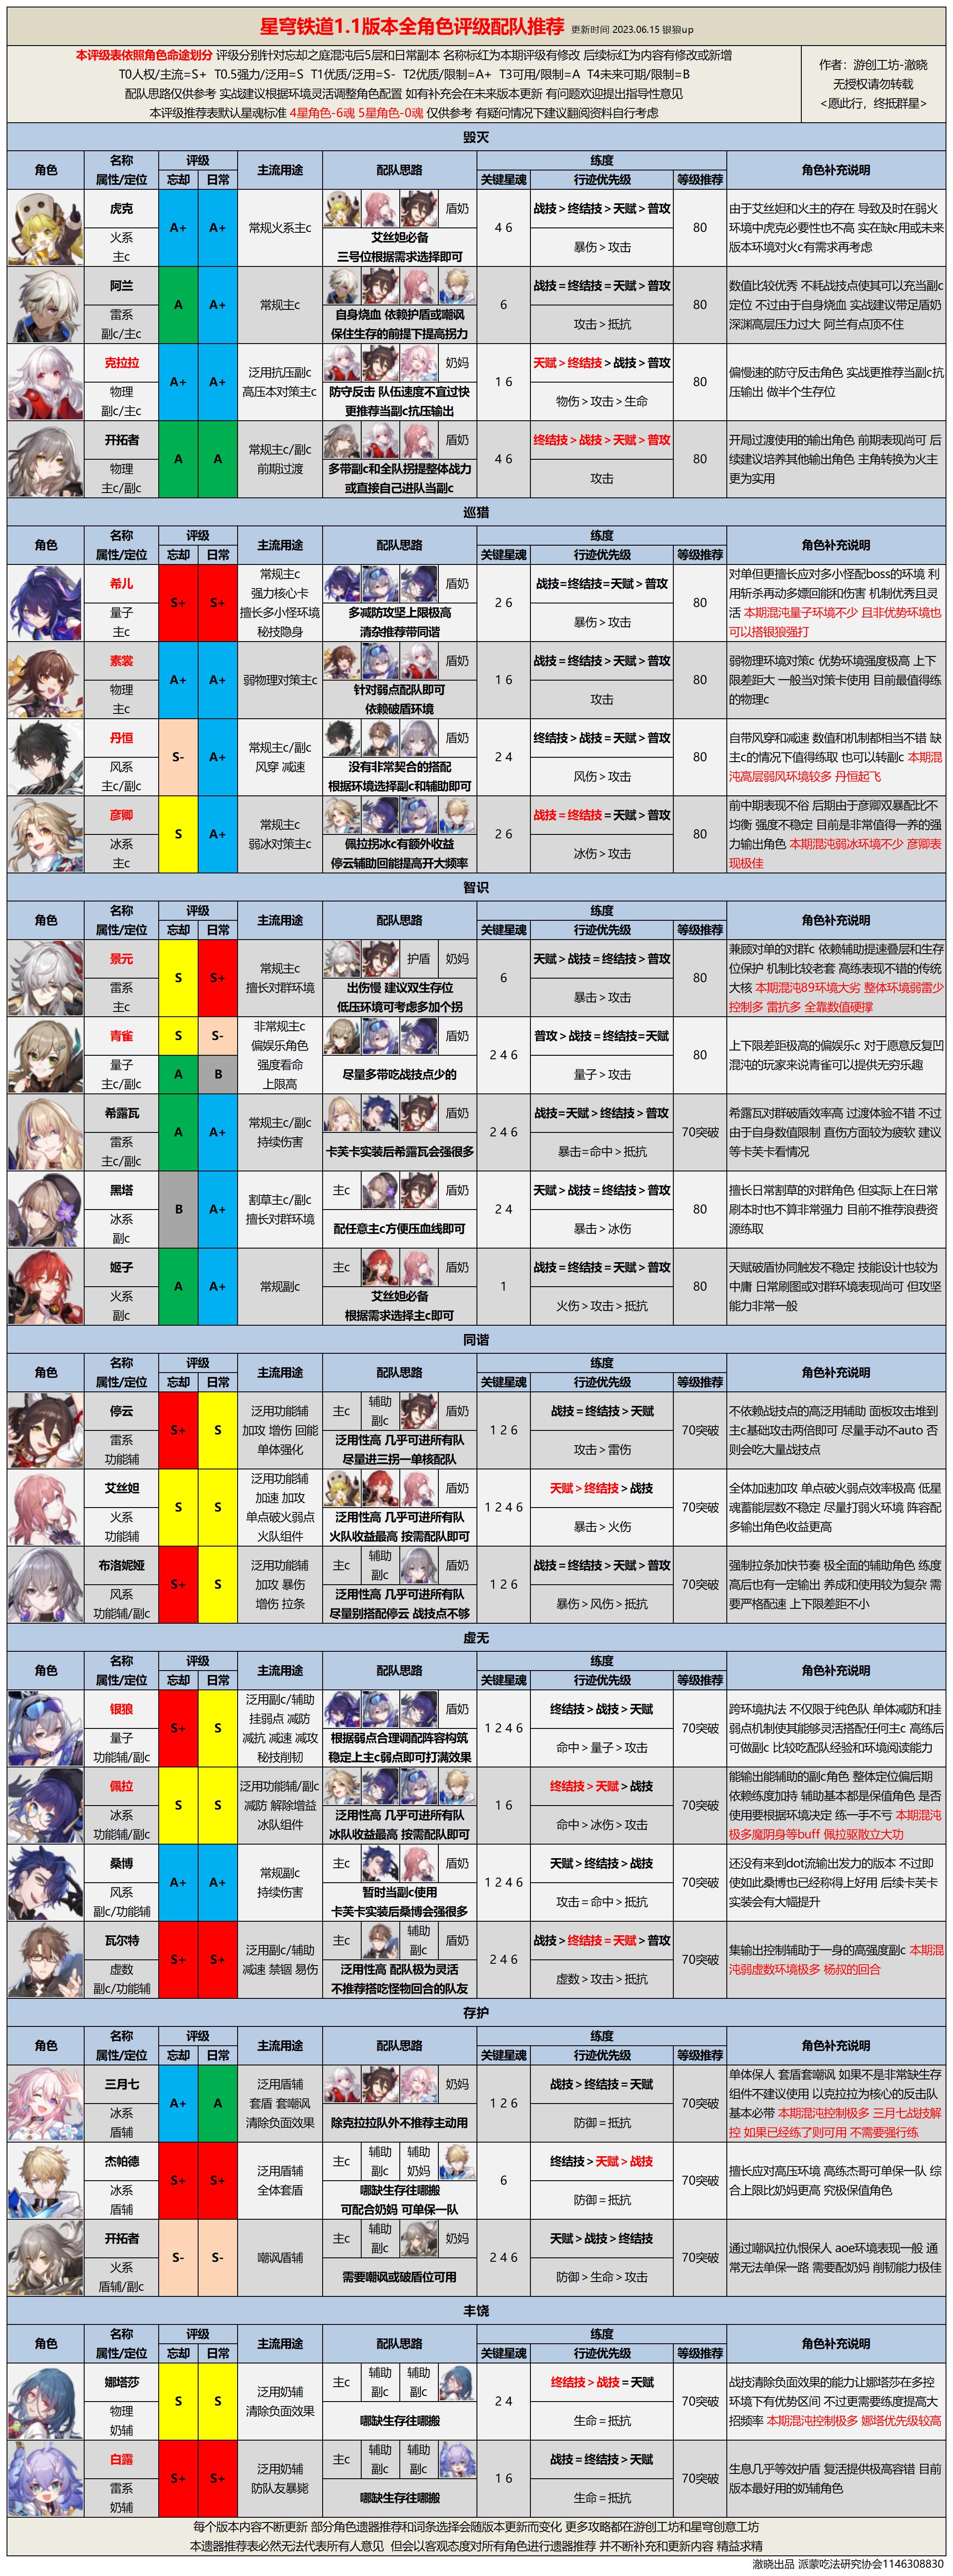 星穹铁道1.1版本全角色评级配队推荐 更新时间 2023.06.15 银狼up
本评级表依照角色命途划分 评级分别针对忘却之庭混沌后5层和日常副本 名称标红为本期评级有修改 后续标红为内容有修改或新增
T0人权/主流=S+ T0.5强力/泛用=S T1优质/泛用=S- T2优质/限制=A+ T3可用/限制=A T4未来可期/限制=B
配队思路仅供参考 实战建议根据环境灵活调整角色配置 如有补充会在未来版本更新 有问题欢迎提出指导性意见
本评级推荐表默认星魂标准 4星角色-6魂 5星角色-0魂 仅供参考 有疑问情况下建议翻阅资料自行考虑
作者：游创工坊-澈晓
无授权请勿转载
<愿此行，终抵群星>
毁灭
角色 名称 属性/定位 评级 忘却 日常 主流用途 配队思路 练度 关键星魂 行迹优先级 等级推荐 角色补充说明
虎克
火系
主c
A+ A+
常规火系主c
盾奶
艾丝妲必备
三号位根据需求选择即可
4 6
战技 > 终结技 > 天赋 > 普攻
暴伤 > 攻击
80
由于艾丝妲和火主的存在 导致及时在弱火
环境中虎克必要性也不高 实在缺c用或未来
版本环境对火c有需求再考虑
阿兰
雷系
副c/主c
A A+
常规主c
自身烧血 依赖护盾或嘲讽
保住生存的前提下提高拐力
6
战技 = 终结技 = 天赋 > 普攻
攻击 > 抵抗
80
数值比较优秀 不耗战技点使其可以充当副c
定位 不过由于自身烧血 实战建议带足盾奶
深渊高层压力过大 阿兰有点顶不住
克拉拉
物理
副c/主c
A+ A+
泛用抗压副c
高压本对策主c
奶妈
防守反击 队伍速度不宜过快
更推荐当副c抗压输出
1 6
天赋 > 终结技 > 战技 > 普攻
物伤 > 攻击 > 生命
80
偏慢速的防守反击角色 实战更推荐当副c抗
压输出 做半个生存位
开拓者
物理
主c/副c
A A
常规主c/副c
前期过渡
盾奶
多带副c和全队拐提整体战力
或直接自己进队当副c
4 6
终结技 > 战技 > 天赋 > 普攻
攻击
80
开局过渡使用的输出角色 前期表现尚可 后
续建议培养其他输出角色 主角转换为火主
更为实用
巡猎
角色 名称 属性/定位 评级 忘却 日常 主流用途 配队思路 练度 关键星魂 行迹优先级 等级推荐 角色补充说明
希儿
量子
主c
S+ S+
常规主c
强力核心卡
擅长多小怪环境
秘技隐身
盾奶
多减防攻坚上限极高
清杂推荐带同谐
2 6
战技=终结技=天赋 > 普攻
暴伤 > 攻击
80
对单但更擅长应对多小怪配boss的环境 利
用斩杀再动多嫖回能和伤害 机制优秀且灵
活 本期混沌量子环境不少 且非优势环境也
可以搭银狼强打
素裳
物理
主c
A+ A+
弱物理对策主c
盾奶
针对弱点配队即可
依赖破盾环境
1 6
战技 = 终结技 > 天赋 > 普攻
攻击
80
弱物理环境对策c 优势环境强度极高 上下
限差距大 一般当对策卡使用 目前最值得练
的物理c
丹恒
风系
主c/副c
S- A+
常规主c/副c
风穿 减速
盾奶
没有非常契合的搭配
根据环境选择副c和辅助即可
2 4
终结技 > 战技 = 天赋 > 普攻
风伤 > 攻击
80
自带风穿和减速 数值和机制都相当不错 缺
主c的情况下值得练取 也可以转副c 本期混
沌高层弱风环境较多 丹恒起飞
彦卿
冰系
主c
S A+
常规主c
弱冰对策主c
佩拉拐冰c有额外收益
停云辅助回能提高开大频率
2 6
战技 = 终结技 = 天赋 > 普攻
冰伤 > 攻击
80
前中期表现不俗 后期由于彦卿双暴配比不
均衡 强度不稳定 目前是非常值得一养的强
力输出角色 本期混沌弱冰环境不少 彦卿表
现极佳
智识
角色 名称 属性/定位 评级 忘却 日常 主流用途 配队思路 练度 关键星魂 行迹优先级 等级推荐 角色补充说明
景元
雷系
主c
S S+
常规主c
擅长对群环境
护盾 奶妈
出伤慢 建议双生存位
低压环境可考虑多加个拐
6
天赋 > 战技 = 终结技 > 普攻
暴击 > 攻击
80
兼顾对单的对群c 依赖辅助提速叠层和生存
位保护 机制比较老套 高练表现不错的传统
大核 本期混沌89环境大劣 整体环境弱雷少
控制多 雷抗多 全靠数值硬撑
青雀
量子
主c/副c
S S-
A B
非常规主c
偏娱乐角色
强度看命
上限高
盾奶
尽量多带吃战技点少的
2 4 6
普攻 > 战技 = 终结技=天赋
量子 > 攻击
80
上下限差距极高的偏娱乐c 对于愿意反复凹
混沌的玩家来说青雀可以提供无穷乐趣
希露瓦
雷系
主c/副c
A A+
常规主c/副c
持续伤害
盾奶
卡芙卡实装后希露瓦会强很多
2 4 6
战技=天赋 > 终结技 > 普攻
暴击=命中 > 抵抗
70突破
希露瓦对群破盾效率高 过渡体验不错 不过
由于自身数值限制 直伤方面较为疲软 建议
等卡芙卡看情况
黑塔
冰系
副c
B A+
割草主c/副c
擅长对群环境
主c 盾奶
配任意主c方便压血线即可
2 4
天赋 > 战技 = 终结技 > 普攻
暴击 > 冰伤
80
擅长日常割草的对群角色 但实际上在日常
刷本时也不算非常强力 目前不推荐浪费资
源练取
姬子
火系
副c
A A+
常规副c
主c 盾奶
艾丝妲必备
根据需求选择主c即可
1
战技 = 终结技 = 天赋 > 普攻
火伤 > 攻击 > 抵抗
80
天赋破盾协同触发不稳定 技能设计也较为
中庸 日常刷图或对群环境表现尚可 但攻坚
能力非常一般
同谐
角色 名称 属性/定位 评级 忘却 日常 主流用途 配队思路 练度 关键星魂 行迹优先级 等级推荐 角色补充说明
停云
雷系
功能辅
S+ S
泛用功能辅
加攻 增伤 回能
单体强化
主c 辅助 副c 盾奶
泛用性高 几乎可进所有队
尽量进三拐一单核配队
1 2 6
战技 = 终结技 > 天赋
攻击 > 雷伤
70突破
不依赖战技点的高泛用辅助 面板攻击堆到
主c基础攻击两倍即可 尽量手动不auto 否
则会吃大量战技点
艾丝妲
火系
功能辅
S S
泛用功能辅
加速 加攻
单点破火弱点
火队组件
盾奶
泛用性高 几乎可进所有队
火队收益最高 按需配队即可
1 2 4 6
天赋 > 终结技 > 战技
暴击 > 火伤
70突破
全体加速加攻 单点破火弱点效率极高 低星
魂蓄能层数不稳定 尽量打弱火环境 阵容配
多输出角色收益更高
布洛妮娅
风系
功能辅/副c
S+ S
泛用功能辅
加攻 暴伤
增伤 拉条
主c 辅助 副c 盾奶
泛用性高 几乎可进所有队
尽量别搭配停云 战技点不够
1 2 6
战技 = 终结技 > 天赋 > 普攻
暴伤 > 风伤 > 抵抗
70突破
强制拉条加快节奏 极全面的辅助角色 练度
高后也有一定输出 养成和使用较为复杂 需
要严格配速 上下限差距不小
虚无
角色 名称 属性/定位 评级 忘却 日常 主流用途 配队思路 练度 关键星魂 行迹优先级 等级推荐 角色补充说明
银狼
量子
功能辅/副c
S+ S
泛用副c/辅助
挂弱点 减防
减抗 减速 减攻
秘技削韧
盾奶
根据弱点合理调配阵容构筑
稳定上主c弱点即可打满效果
1 2 4 6
终结技 > 战技 > 天赋
命中 > 量子 > 攻击
70突破
跨环境执法 不仅限于纯色队 单体减防和挂
弱点机制使其能够灵活搭配任何主c 高练后
可做副c 比较吃配队经验和环境阅读能力
佩拉
冰系
功能辅/副c
S S
泛用功能辅/副c
减防 解除增益
冰队组件
泛用性高 几乎可进所有队
冰队收益最高 按需配队即可
1 6
终结技 > 天赋 > 战技
命中 > 冰伤 > 攻击
70突破
能输出能辅助的副c角色 整体定位偏后期
依赖练度加持 辅助基本都是保值角色 是否
使用要根据环境决定 练一手不亏 本期混沌
极多魔阴身等buff 佩拉驱散立大功
桑博
风系
副c/功能辅
A+ A+
常规副c
持续伤害
主c 盾奶
暂时当副c使用
卡芙卡实装后桑博会强很多
1 2 4 6
天赋 > 终结技 > 战技
攻击 = 命中 > 抵抗
70突破
还没有来到dot流输出发力的版本 不过即
使如此桑博也已经称得上好用 后续卡芙卡
实装会有大幅提升
瓦尔特
虚数
副c/功能辅
S+ S+
泛用副c/辅助
减速 禁锢 易伤
主c 辅助 副c 盾奶
泛用性高 配队极为灵活
不推荐搭吃怪物回合的队友
2 4 6
战技 > 终结技 = 天赋 > 普攻
虚数 > 攻击 > 抵抗
70突破
集输出控制辅助于一身的高强度副c 本期混
沌弱虚数环境极多 杨叔的回合
存护
角色 名称 属性/定位 评级 忘却 日常 主流用途 配队思路 练度 关键星魂 行迹优先级 等级推荐 角色补充说明
三月七
冰系
盾辅
A+ A
泛用盾辅
套盾 套嘲讽
清除负面效果
奶妈
除克拉拉队外不推荐主动用
1 2 6
战技 > 终结技 = 天赋
防御 = 抵抗
70突破
单体保人 套盾套嘲讽 如果不是非常缺生存
组件不建议使用 以克拉拉为核心的反击队
基本必带 本期混沌控制极多 三月七战技解
控 如果已经练了则可用 不需要强行练
杰帕德
冰系
盾辅
S+ S+
泛用盾辅
全体套盾
主c 辅助 副c 辅助 奶妈
哪缺生存往哪搬
可配合奶妈 可单保一队
6
终结技 > 天赋 > 战技
防御 = 抵抗
70突破
擅长应对高压环境 高练杰哥可单保一队 综
合上限比奶妈更高 究极保值角色
开拓者
火系
盾辅/副c
S- S-
嘲讽盾辅
主c 辅助 副c 奶妈
需要嘲讽或破盾位可用
2 4 6
天赋 > 战技 > 终结技
防御 > 生命 > 攻击
70突破
通过嘲讽拉仇恨保人 aoe环境表现一般 通
常无法单保一路 需要配奶妈 削韧能力极佳
丰饶
角色 名称 属性/定位 评级 忘却 日常 主流用途 配队思路 练度 关键星魂 行迹优先级 等级推荐 角色补充说明
娜塔莎
物理
奶辅
S S
泛用奶辅
清除负面效果
主c 辅助 副c 辅助 副c
哪缺生存往哪搬
2 4
终结技 > 战技 = 天赋
生命 = 抵抗
70突破
战技清除负面效果的能力让娜塔莎在多控
环境下有优势区间 不过更需要练度提高大
招频率 本期混沌控制极多 娜塔优先级较高
白露
雷系
奶辅
S+ S+
泛用奶辅
防队友暴毙
主c 辅助 副c 辅助 副c
哪缺生存往哪搬
1 6
战技 = 终结技 > 天赋
生命 = 抵抗
70突破
生息几乎等效护盾 复活提供极高容错 目前
版本最好用的奶辅角色
每个版本内容不断更新 部分角色遗器推荐和词条选择会随版本更新而变化 更多攻略都在游创工坊和星穹创意工坊
本遗器推荐表必然无法代表所有人意见 但会以客观态度对所有角色进行遗器推荐 并不断补充和更新内容 精益求精
澈晓出品 派蒙吃法研究协会1146308830